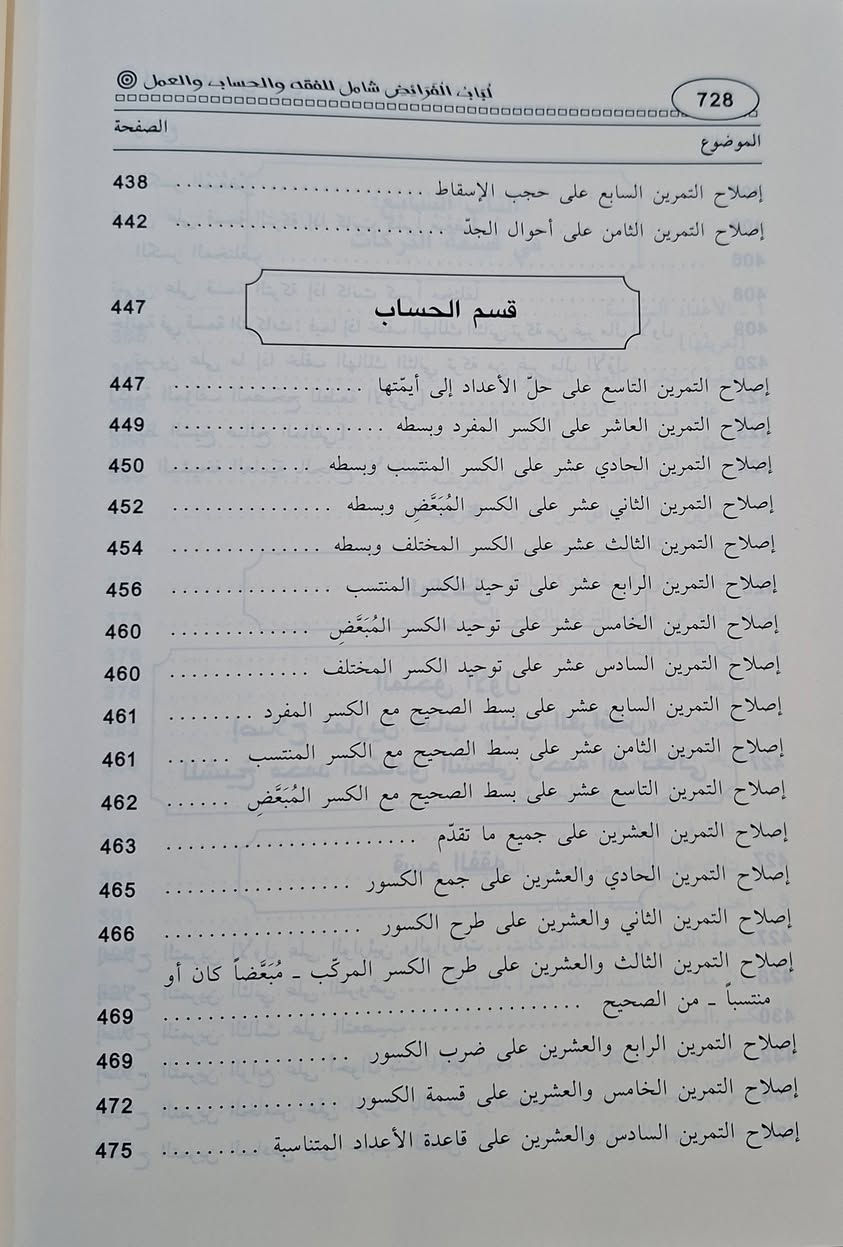 728
لباب الفرائض شامل للفقه والحساب والعمل
الموضوع الصفحة
إصلاح التمرين السابع على حجب الإسقاط ........................ 438
إصلاح التمرين الثامن على أحوال الجدّ ........................ 442
قسم الحساب 447
إصلاح التمرين التاسع على حلّ الأعداد إلى أيمّتها .................. 447
إصلاح التمرين العاشر على الكسر المفرد وبسطه .................... 449
إصلاح التمرين الحادي عشر على الكسر المنتسب وبسطه ............. 450
إصلاح التمرين الثاني عشر على الكسر المُبَعَّضِ وبسطه ............... 452
إصلاح التمرين الثالث عشر على الكسر المختلف وبسطه .............. 454
إصلاح التمرين الرابع عشر على توحيد الكسر المنتسب ............... 456
إصلاح التمرين الخامس عشر على توحيد الكسر المُبَعَّضِ ............. 460
إصلاح التمرين السادس عشر على توحيد الكسر المختلف ............. 460
إصلاح التمرين السابع عشر على بسط الصحيح مع الكسر المفرد ........ 461
إصلاح التمرين الثامن عشر على بسط الصحيح مع الكسر المنتسب ...... 461
إصلاح التمرين التاسع عشر على بسط الصحيح مع الكسر المُبَعَّضِ ...... 462
إصلاح التمرين العشرين على جميع ما تقدّم ........................ 463
إصلاح التمرين الحادي والعشرين على جمع الكسور .................. 465
إصلاح التمرين الثاني والعشرين على طرح الكسور ................... 466
إصلاح التمرين الثالث والعشرين على طرح الكسر المركّب ـ مُبَعَّضاً كان أو
منتسباً ـ من الصحيح ........................................ 469
إصلاح التمرين الرابع والعشرين على ضرب الكسور .................. 469
إصلاح التمرين الخامس والعشرين على قسمة الكسور ................. 472
إصلاح التمرين السادس والعشرين على قاعدة الأعداد المتناسبة ......... 475